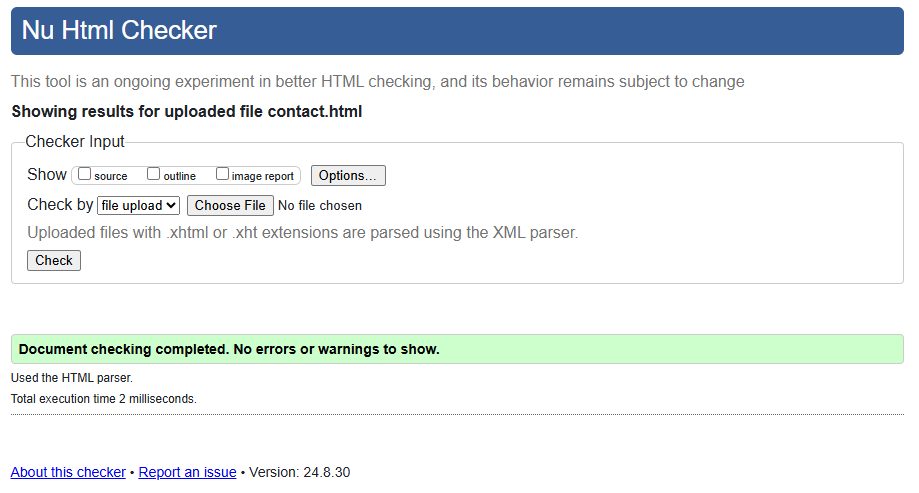 Nu Html Checker
This tool is an ongoing experiment in better HTML checking, and its behavior remains subject to change
Showing results for uploaded file contact.html
Checker Input
Show source outline image report Options...
Check by file upload Choose File No file chosen
Uploaded files with .xhtml or .xht extensions are parsed using the XML parser.
Check
Document checking completed. No errors or warnings to show.
Used the HTML parser.
Total execution time 2 milliseconds.
About this checker • Report an issue • Version: 24.8.30